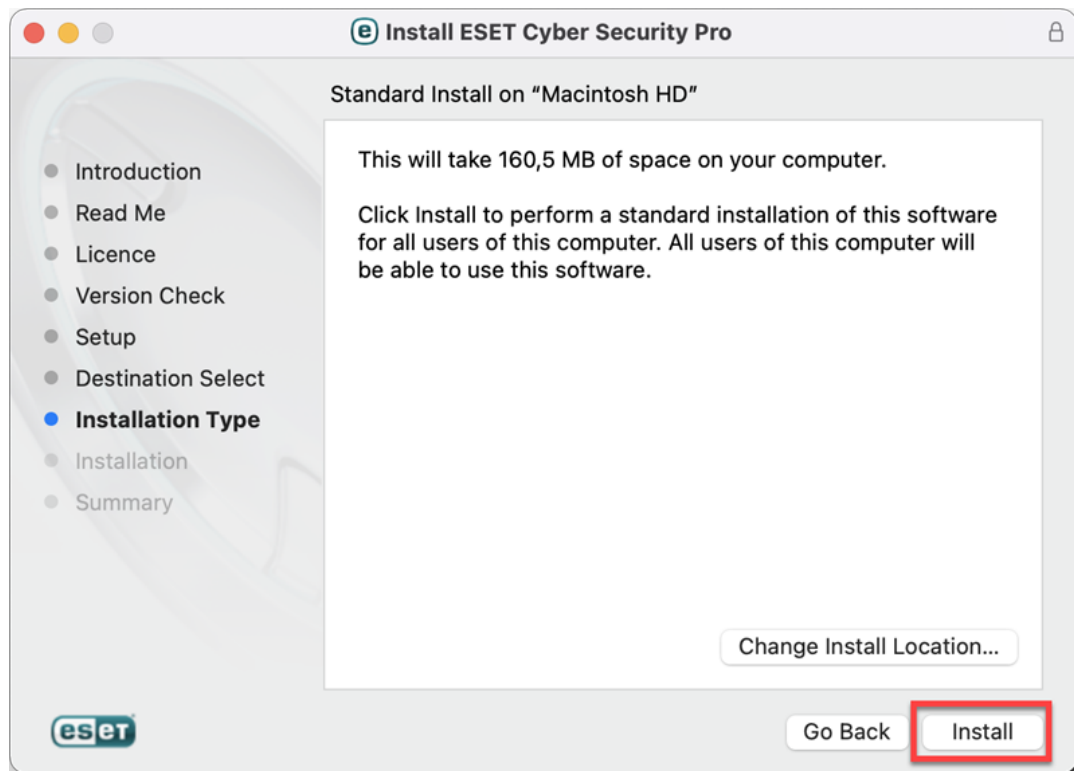 e Install ESET Cyber Security Pro
Standard Install on “Macintosh HD”
Introduction
Read Me
Licence
Version Check
Setup
Destination Select
Installation Type
Installation
Summary
This will take 160,5 MB of space on your computer.
Click Install to perform a standard installation of this software
for all users of this computer. All users of this computer will
be able to use this software.
Change Install Location...
eseT
Go Back
Install